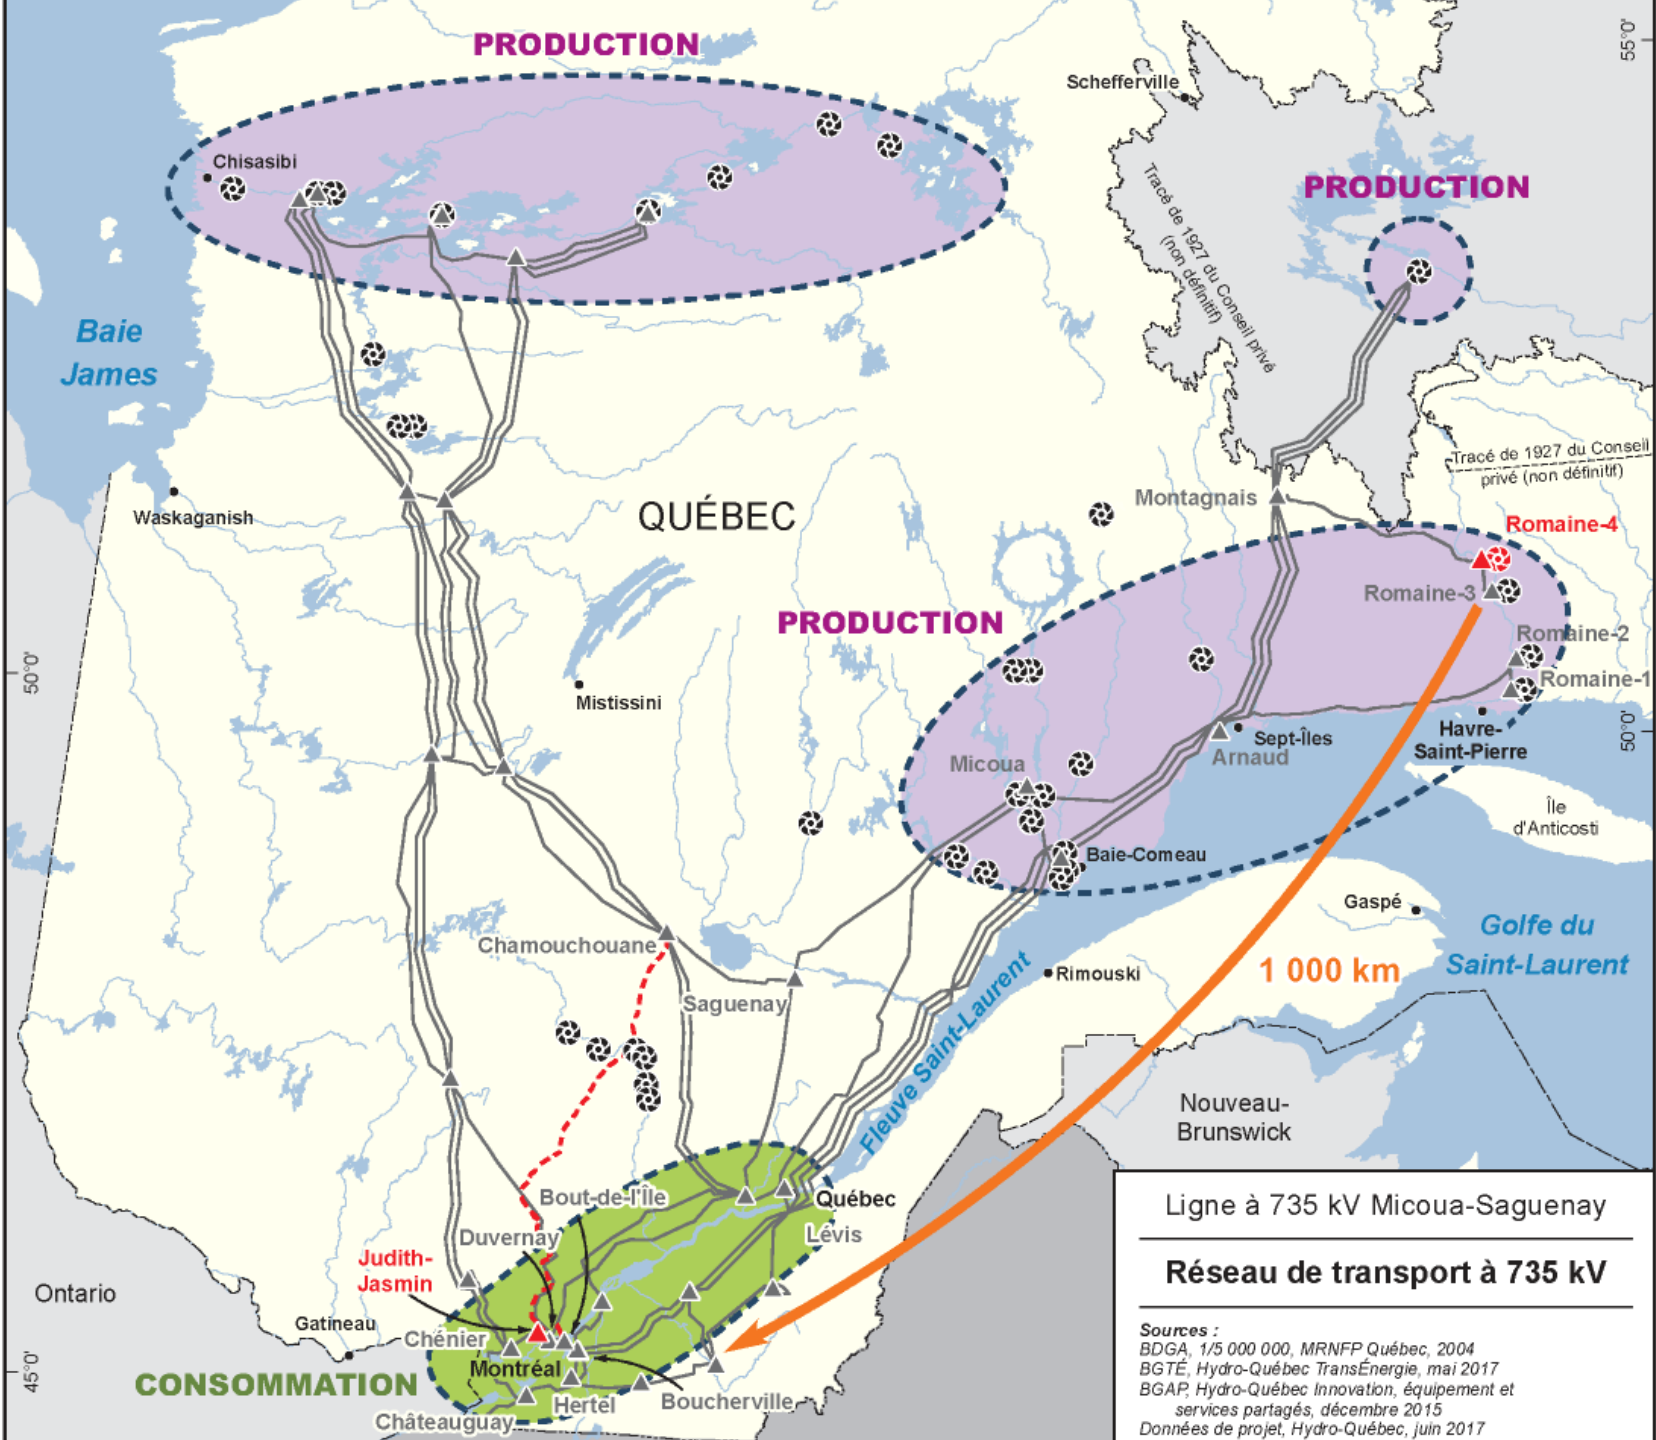 PRODUCTION
55°0'
Schefferville
Chisasibi
PRODUCTION
Tracé de 1927 du Conseil privé
(non définitif)
Baie
James
Tracé de 1927 du Conseil
privé (non définitif)
Waskaganish
QUÉBEC
Montagnais
Romaine-4
Romaine-3
PRODUCTION
Romaine-2
Romaine-1
50°0'
Mistissini
50°0'
Sept-Îles
Havre-
Saint-Pierre
Micoua
Arnaud
Île
d'Anticosti
Baie-Comeau
Gaspé
Golfe du
Saint-Laurent
Chamouchouane
1 000 km
Rimouski
Saguenay
Fleuve Saint-Laurent
Nouveau-
Brunswick
Bout-de-l'Île
Québec
Duvernay
Lévis
Judith-
Jasmin
Ontario
Gatineau
Chénier
Montréal
CONSOMMATION
45°0'
Hertel
Boucherville
Châteauguay
Ligne à 735 kV Micoua-Saguenay
Réseau de transport à 735 kV
Sources :
BDGA, 1/5 000 000, MRNFP Québec, 2004
BGTÉ, Hydro-Québec TransÉnergie, mai 2017
BGAP, Hydro-Québec Innovation, équipement et
services partagés, décembre 2015
Données de projet, Hydro-Québec, juin 2017